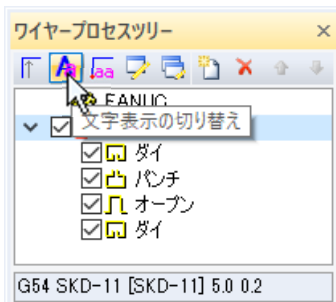 ワイヤープロセスツリー
FANUC
文字表示の切り替え
ダイ
パンチ
オープン
ダイ
G54 SKD-11 [SKD-11] 5.0 0.2